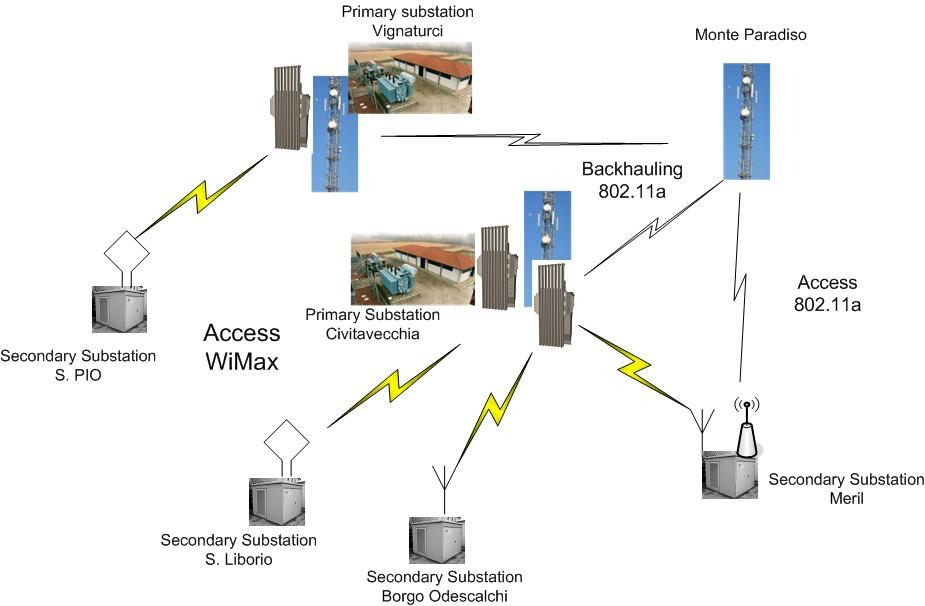 Primary substation
Vignaturci
Monte Paradiso
Backhauling
802.11a
Access
802.11a
Primary Substation
Civitavecchia
Access
WiMax
Secondary Substation
S. PIO
Secondary Substation
Meril
Secondary Substation
S. Liborio
Secondary Substation
Borgo Odescalchi